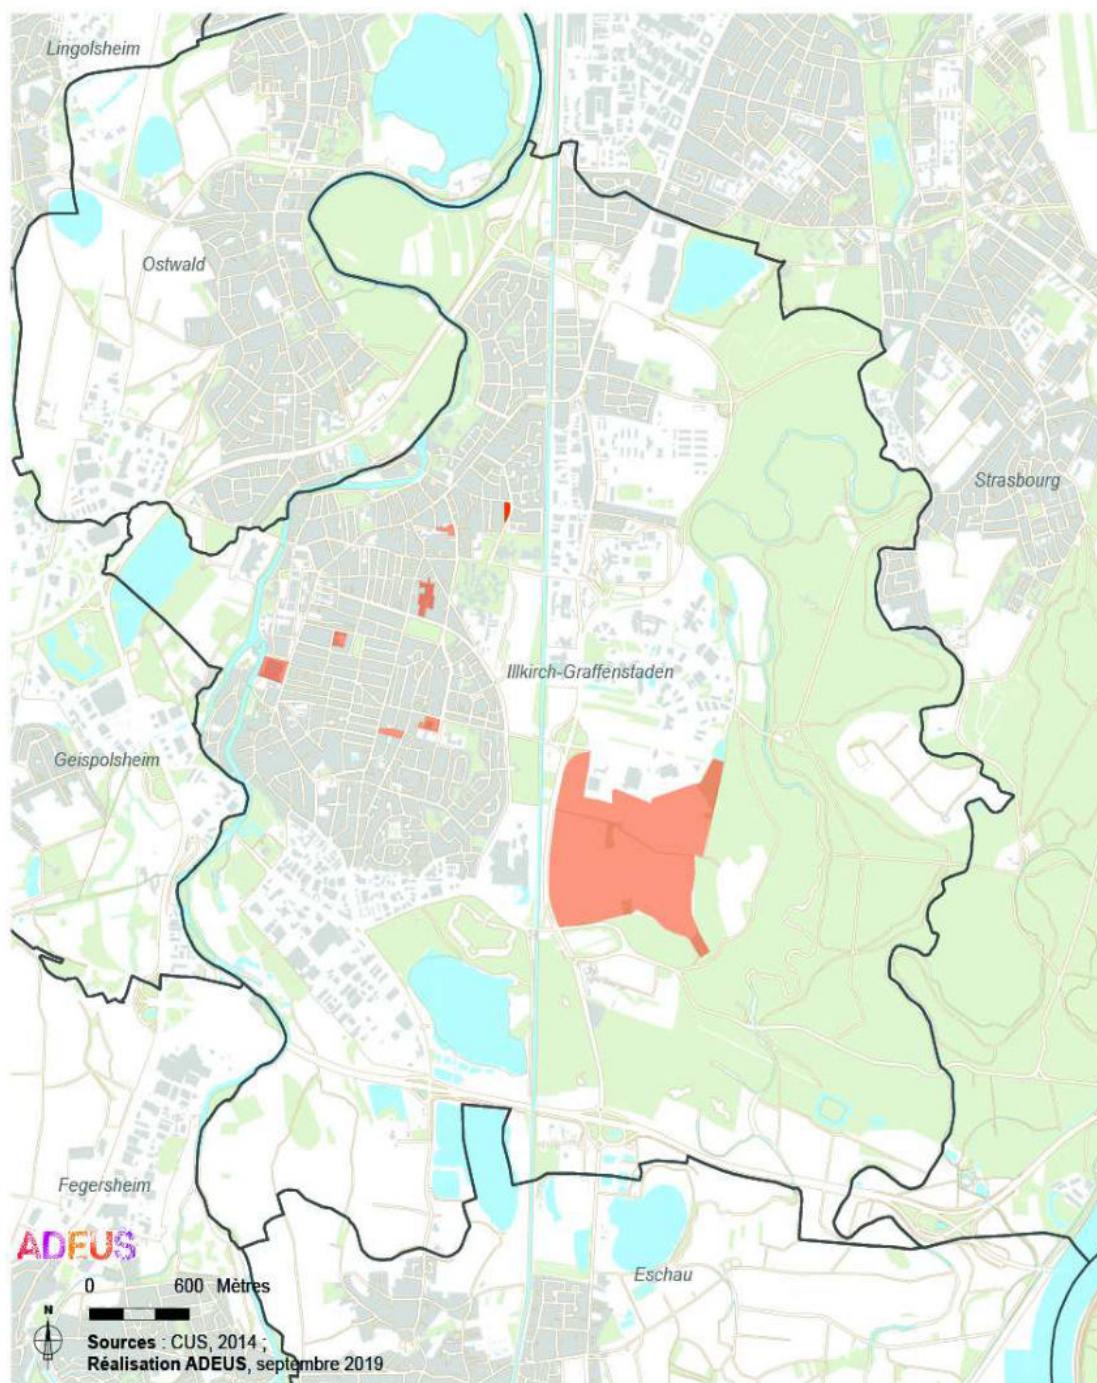 Lingolsheim
Ostwald
Strasbourg
Illkirch-Graffenstaden
Geispolsheim
Fegersheim
ADEUS
Eschau
0 600 Mètres
N
Sources : CUS, 2014 ;
Réalisation ADEUS, septembre 2019